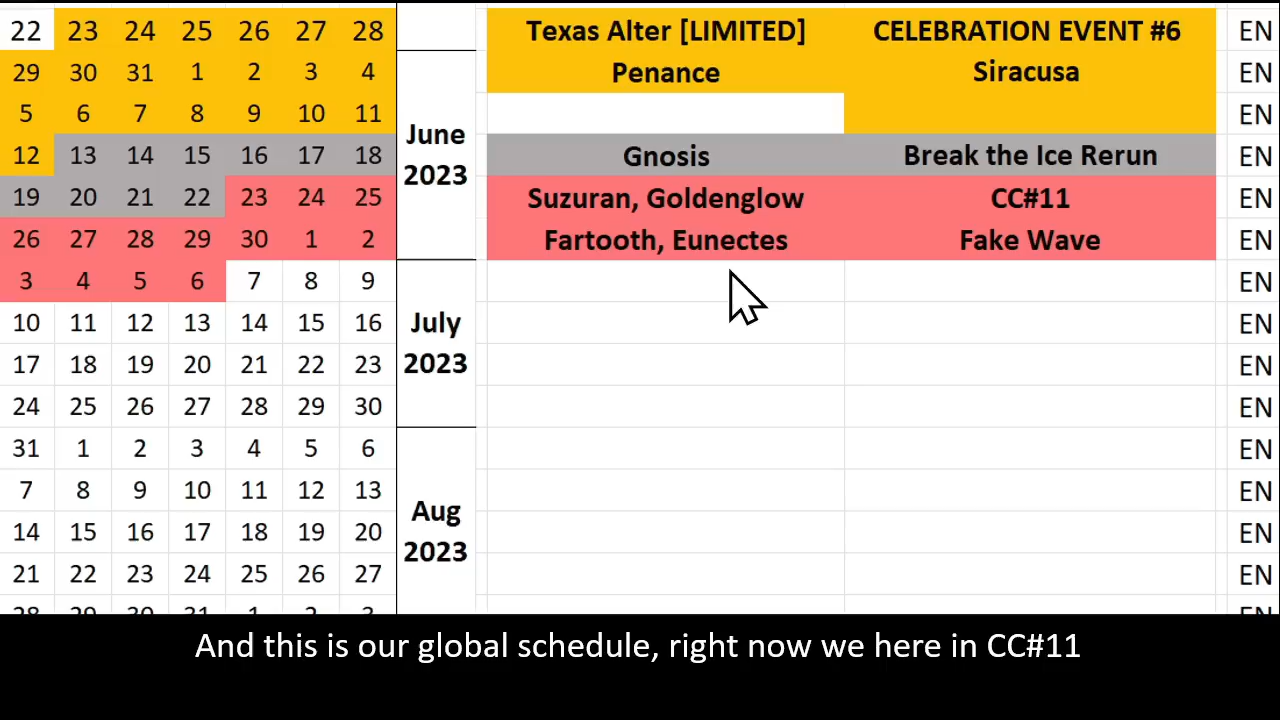 22 23 24 25 26 27 28 Texas Alter [LIMITED] CELEBRATION EVENT #6 EN
29 30 31 1 2 3 4 Penance Siracusa EN
5 6 7 8 9 10 11 EN
June
12 13 14 15 16 17 18 Gnosis Break the Ice Rerun EN
2023
19 20 21 22 23 24 25 Suzuran, Goldenglow CC#11 EN
26 27 28 29 30 1 2 Fartooth, Eunectes Fake Wave EN
3 4 5 6 7 8 9 EN
10 11 12 13 14 15 16 July EN
17 18 19 20 21 22 23 2023 EN
24 25 26 27 28 29 30 EN
31 1 2 3 4 5 6 EN
7 8 9 10 11 12 13 EN
Aug
14 15 16 17 18 19 20 EN
2023
21 22 23 24 25 26 27 EN
28 29 30 31 1 2 3 EN
And this is our global schedule, right now we here in CC#11